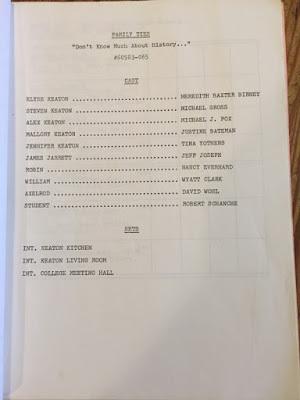 FAMILY TIES
"Don't Know Much About History..."
#60583-065
CAST
ELYSE KEATON ................................ MEREDITH BAXTER BIRNEY
STEVEN KEATON ............................... MICHAEL GROSS
ALEX KEATON ................................. MICHAEL J. FOX
MALLORY KEATON .............................. JUSTINE BATEMAN
JENNIFER KEATON ............................. TINA YOTHERS
JAMES JARRETT ............................... JEFF JOSEPH
ROBIN ....................................... NANCY EVERHARD
WILLIAM ..................................... WYATT CLARK
AXELROD ..................................... DAVID WOHL
STUDENT ..................................... ROBERT SCHANCHE
SETS
INT. KEATON KITCHEN
INT. KEATON LIVING ROOM
INT. COLLEGE MEETING HALL